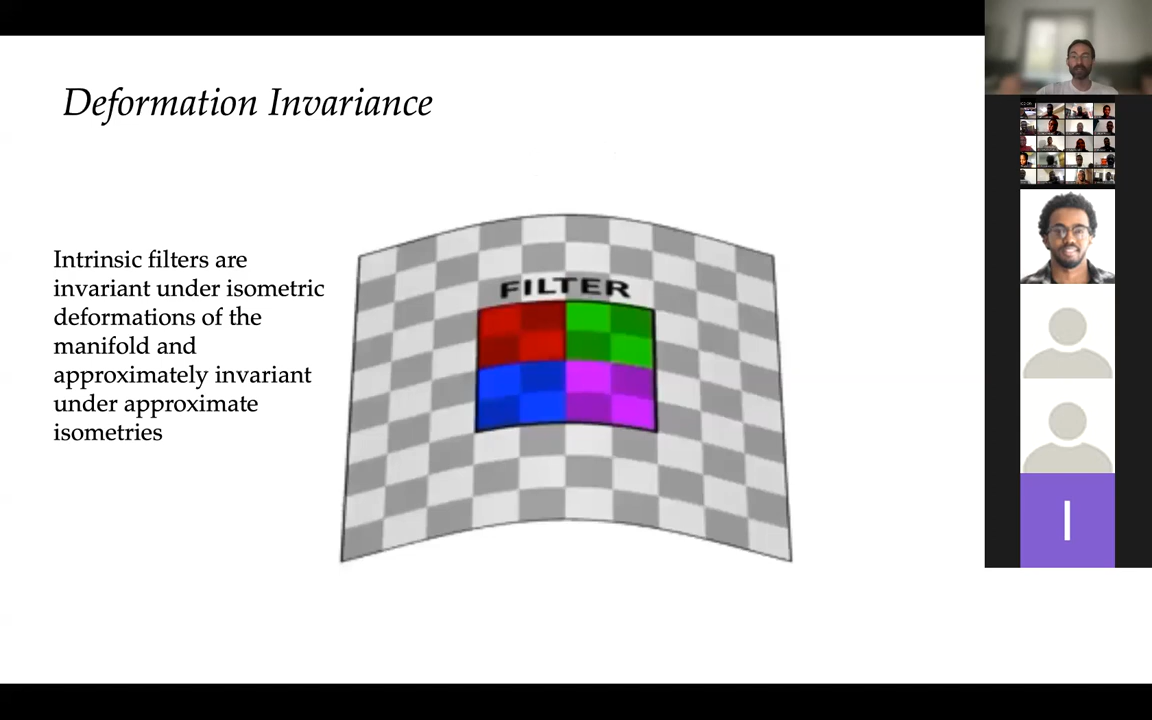 Deformation Invariance
Intrinsic filters are
invariant under isometric
deformations of the
manifold and
approximately invariant
under approximate
isometries
FILTER
I